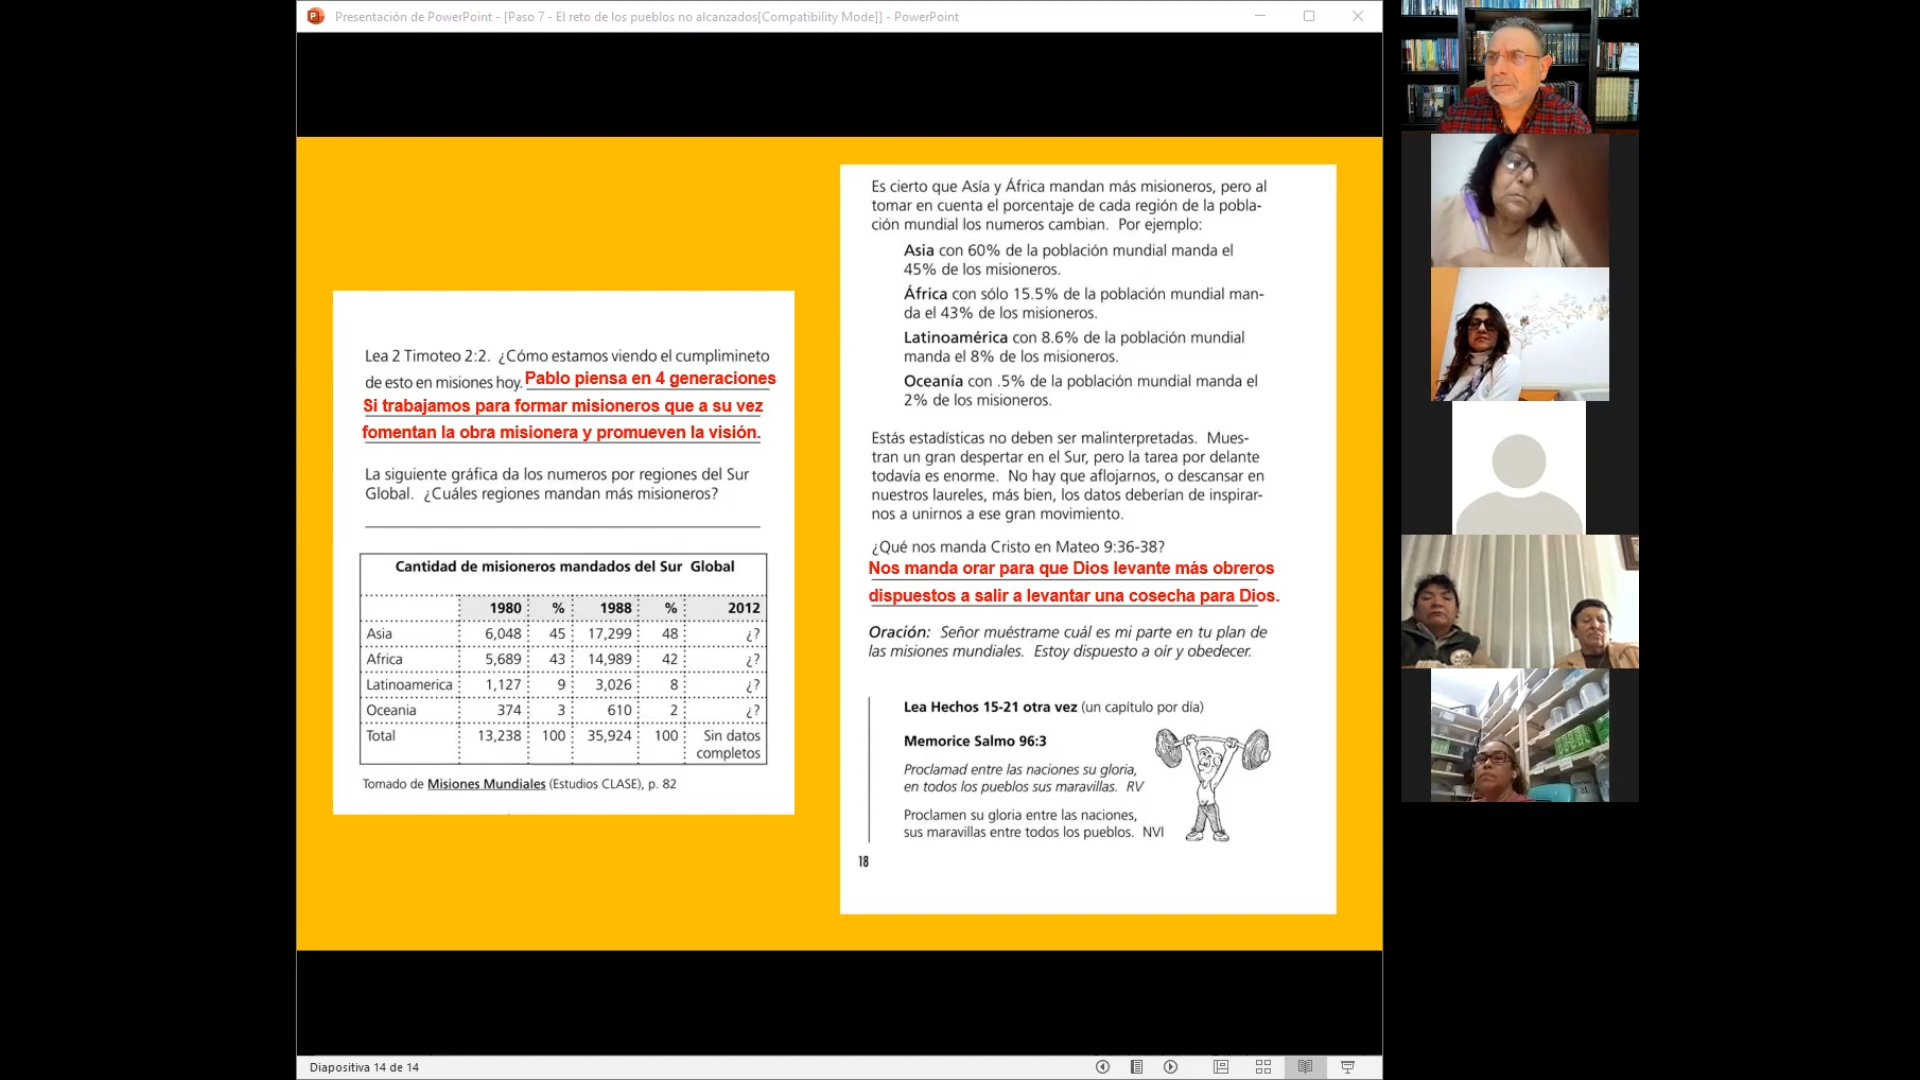 Presentación de PowerPoint - [Paso 7 - El reto de los pueblos no alcanzados[Compatibility Mode]] - PowerPoint
Lea 2 Timoteo 2:2. ¿Cómo estamos viendo el cumplimineto
de esto en misiones hoy. Pablo piensa en 4 generaciones
Si trabajamos para formar misioneros que a su vez
fomentan la obra misionera y promueven la visión.
La siguiente gráfica da los numeros por regiones del Sur
Global. ¿Cuáles regiones mandan más misioneros?
Cantidad de misioneros mandados del Sur Global
1980 % 1988 % 2012
Asia 6,048 45 17,299 48 ¿?
Africa 5,689 43 14,989 42 ¿?
Latinoamerica 1,127 9 3,026 8 ¿?
Oceania 374 3 610 2 ¿?
Total 13,238 100 35,924 100 Sin datos
completos
Tomado de Misiones Mundiales (Estudios CLASE), p. 82
Es cierto que Asía y África mandan más misioneros, pero al
tomar en cuenta el porcentaje de cada región de la pobla-
ción mundial los numeros cambian. Por ejemplo:
Asia con 60% de la población mundial manda el
45% de los misioneros.
África con sólo 15.5% de la población mundial man-
da el 43% de los misioneros.
Latinoamérica con 8.6% de la población mundial
manda el 8% de los misioneros.
Oceanía con .5% de la población mundial manda el
2% de los misioneros.
Estás estadísticas no deben ser malinterpretadas. Mues-
tran un gran despertar en el Sur, pero la tarea por delante
todavía es enorme. No hay que aflojarnos, o descansar en
nuestros laureles, más bien, los datos deberían de inspirar-
nos a unirnos a ese gran movimiento.
¿Qué nos manda Cristo en Mateo 9:36-38?
Nos manda orar para que Dios levante más obreros
dispuestos a salir a levantar una cosecha para Dios.
Oración: Señor muéstrame cuál es mi parte en tu plan de
las misiones mundiales. Estoy dispuesto a oír y obedecer.
Lea Hechos 15-21 otra vez (un capítulo por día)
Memorice Salmo 96:3
Proclamad entre las naciones su gloria,
en todos los pueblos sus maravillas. RV
Proclamen su gloria entre las naciones,
sus maravillas entre todos los pueblos. NVI
18
Diapositiva 14 de 14